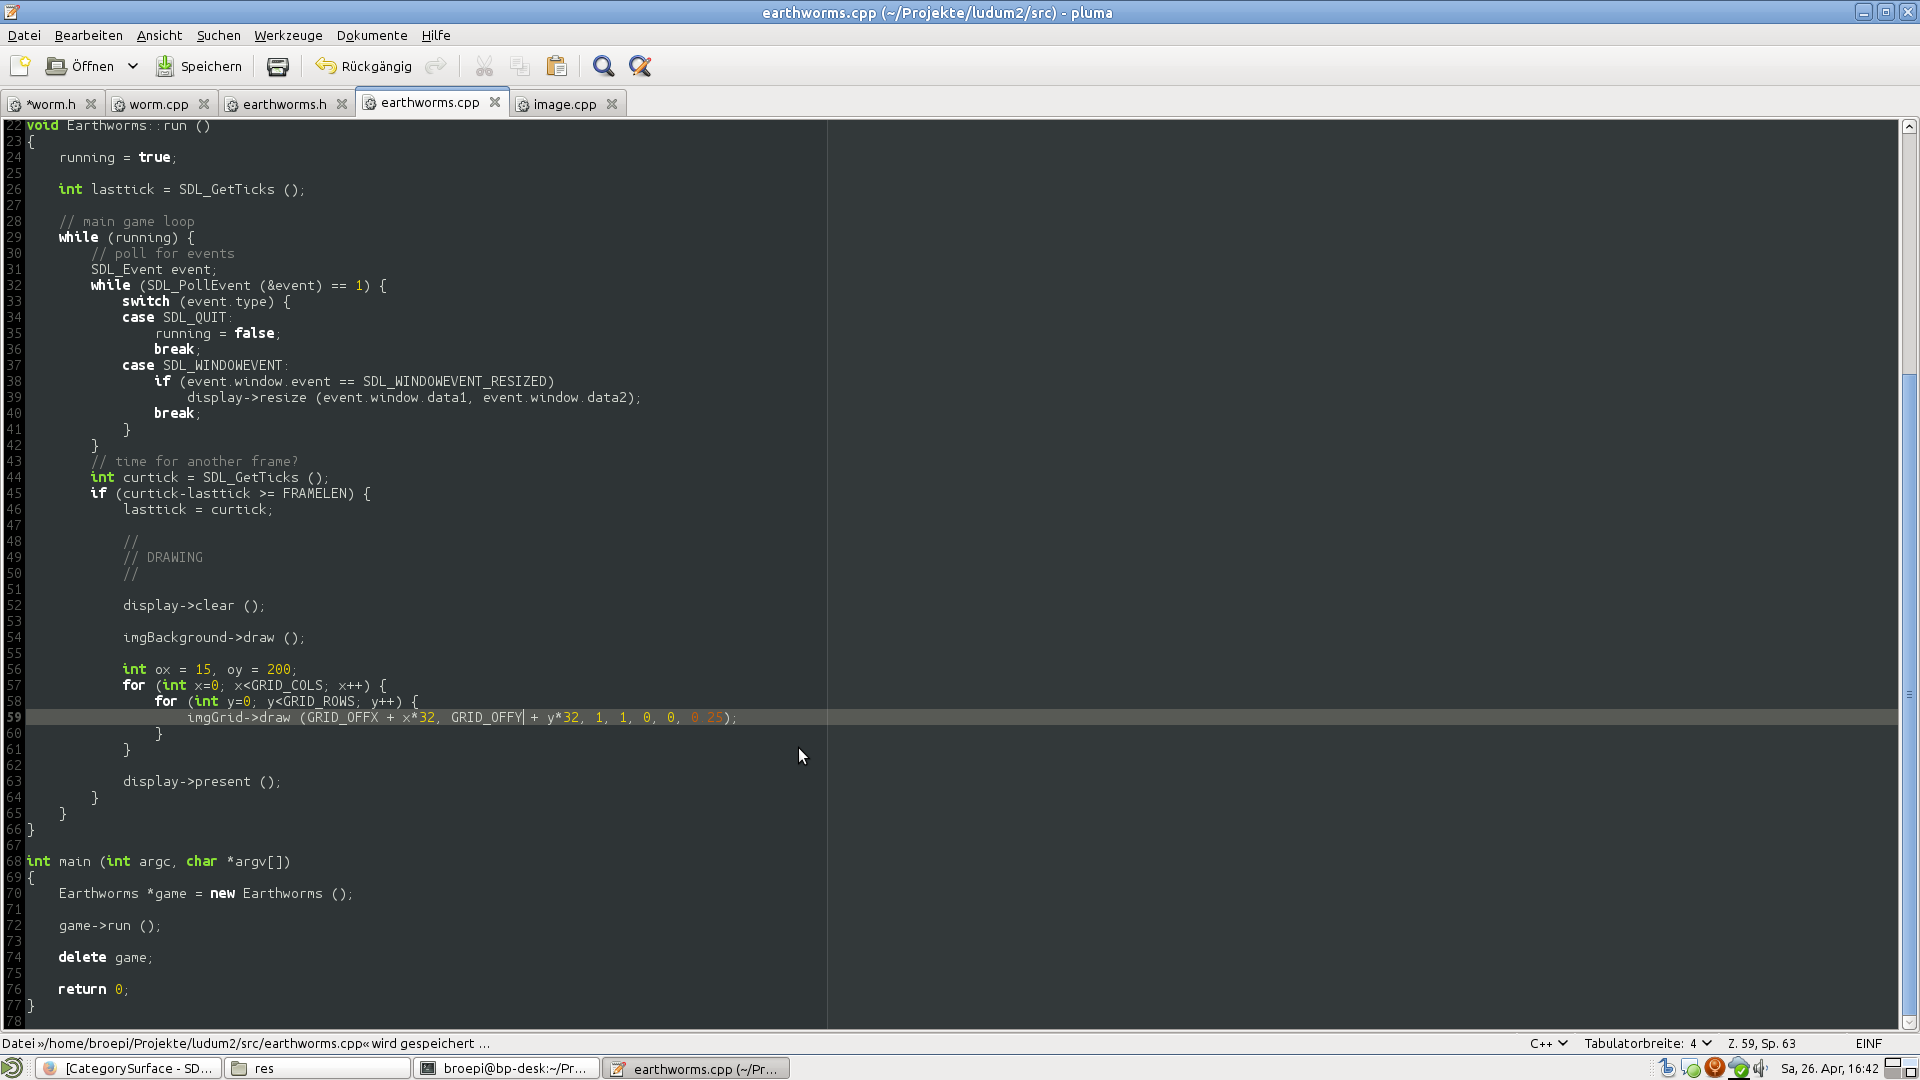 earthworms.cpp (~/Projekte/ludum2/src) - pluma
Datei Bearbeiten Ansicht Suchen Werkzeuge Dokumente Hilfe
Öffnen Speichern Rückgängig
*worm.h worm.cpp earthworms.h earthworms.cpp image.cpp
22 void Earthworms::run ()
23 {
24     running = true;
25
26     int lasttick = SDL_GetTicks ();
27
28     // main game loop
29     while (running) {
30         // poll for events
31         SDL_Event event;
32         while (SDL_PollEvent (&event) == 1) {
33             switch (event.type) {
34             case SDL_QUIT:
35                 running = false;
36                 break;
37             case SDL_WINDOWEVENT:
38                 if (event.window.event == SDL_WINDOWEVENT_RESIZED)
39                     display->resize (event.window.data1, event.window.data2);
40                 break;
41             }
42         }
43         // time for another frame?
44         int curtick = SDL_GetTicks ();
45         if (curtick-lasttick >= FRAMELEN) {
46             lasttick = curtick;
47
48             //
49             // DRAWING
50             //
51
52             display->clear ();
53
54             imgBackground->draw ();
55
56             int ox = 15, oy = 200;
57             for (int x=0; x<GRID_COLS; x++) {
58                 for (int y=0; y<GRID_ROWS; y++) {
59                     imgGrid->draw (GRID_OFFX + x*32, GRID_OFFY + y*32, 1, 1, 0, 0, 0.25);
60                 }
61             }
62
63             display->present ();
64         }
65     }
66 }
67
68 int main (int argc, char *argv[])
69 {
70     Earthworms *game = new Earthworms ();
71
72     game->run ();
73
74     delete game;
75
76     return 0;
77 }
78
Datei »/home/broepi/Projekte/ludum2/src/earthworms.cpp« wird gespeichert ... C++ Tabulatorbreite: 4 Z. 59, Sp. 63 EINF
[CategorySurface - SD... res broepi@bp-desk:~/Pr... earthworms.cpp (~/Pr... Sa, 26. Apr, 16:42